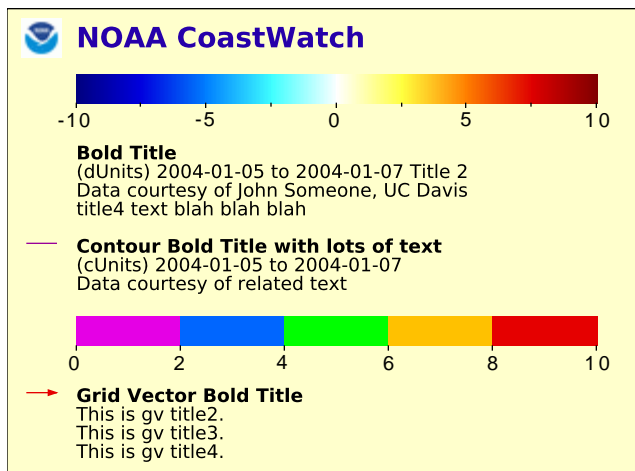 NOAA CoastWatch
-10 -5 0 5 10
Bold Title
(dUnits) 2004-01-05 to 2004-01-07 Title 2
Data courtesy of John Someone, UC Davis
title4 text blah blah blah
Contour Bold Title with lots of text
(cUnits) 2004-01-05 to 2004-01-07
Data courtesy of related text
0 2 4 6 8 10
Grid Vector Bold Title
This is gv title2.
This is gv title3.
This is gv title4.